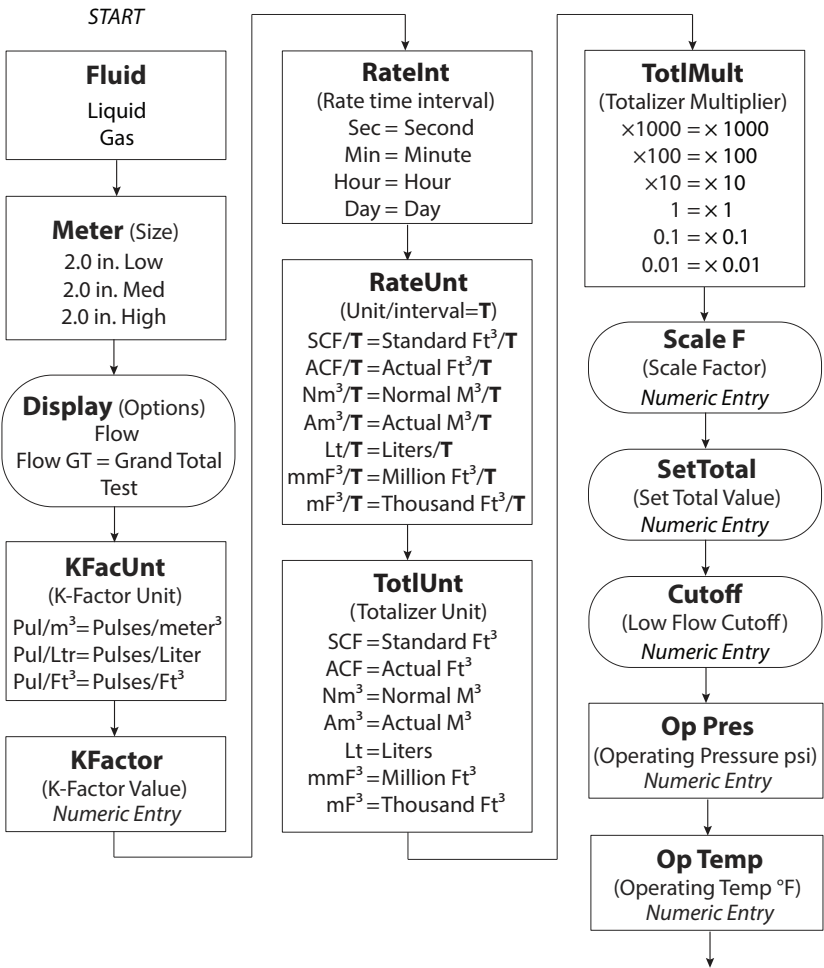 START
Fluid
Liquid
Gas
Meter (Size)
2.0 in. Low
2.0 in. Med
2.0 in. High
Display (Options)
Flow
Flow GT = Grand Total
Test
KFacUnt
(K-Factor Unit)
Pul/m³=Pulses/meter³
Pul/Ltr=Pulses/Liter
Pul/Ft³=Pulses/Ft³
KFactor
(K-Factor Value)
Numeric Entry
RateInt
(Rate time interval)
Sec = Second
Min = Minute
Hour = Hour
Day = Day
RateUnt
(Unit/interval=T)
SCF/T =Standard Ft³/T
ACF/T =Actual Ft³/T
Nm³/T =Normal M³/T
Am³/T =Actual M³/T
Lt/T =Liters/T
mmF³/T =Million Ft³/T
mF³/T =Thousand Ft³/T
TotlUnt
(Totalizer Unit)
SCF =Standard Ft³
ACF =Actual Ft³
Nm³ =Normal M³
Am³ =Actual M³
Lt =Liters
mmF³ =Million Ft³
mF³ =Thousand Ft³
TotlMult
(Totalizer Multiplier)
×1000 = × 1000
×100 = × 100
×10 = × 10
1 = × 1
0.1 = × 0.1
0.01 = × 0.01
Scale F
(Scale Factor)
Numeric Entry
SetTotal
(Set Total Value)
Numeric Entry
Cutoff
(Low Flow Cutoff)
Numeric Entry
Op Pres
(Operating Pressure psi)
Numeric Entry
Op Temp
(Operating Temp °F)
Numeric Entry